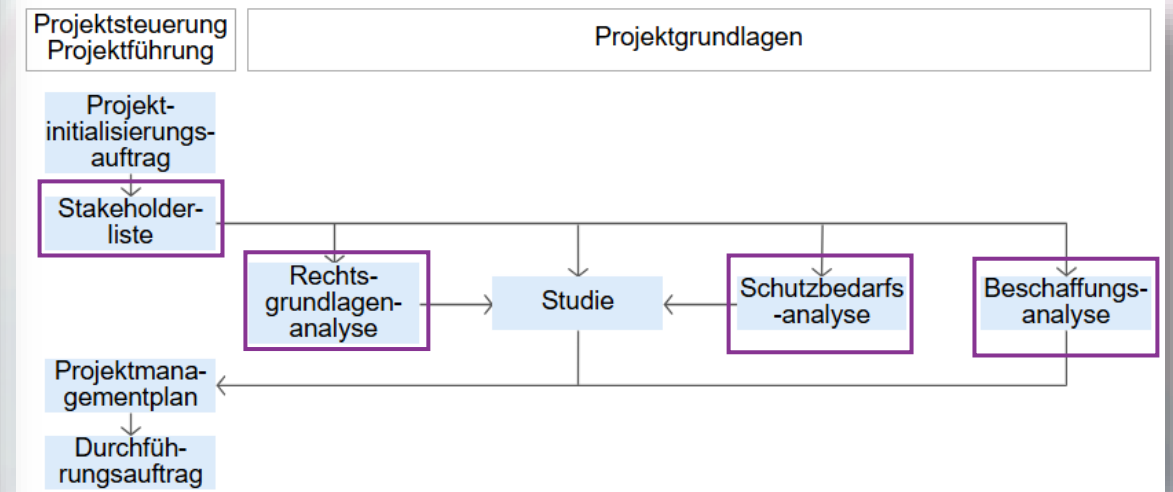 Projektsteuerung
Projektführung
Projektgrundlagen
Projekt-
initialisierungs-
auftrag
Stakeholder-
liste
Rechts-
grundlagen-
analyse
Studie
Schutzbedarfs
-analyse
Beschaffungs-
analyse
Projektmana-
gementplan
Durchfüh-
rungsauftrag